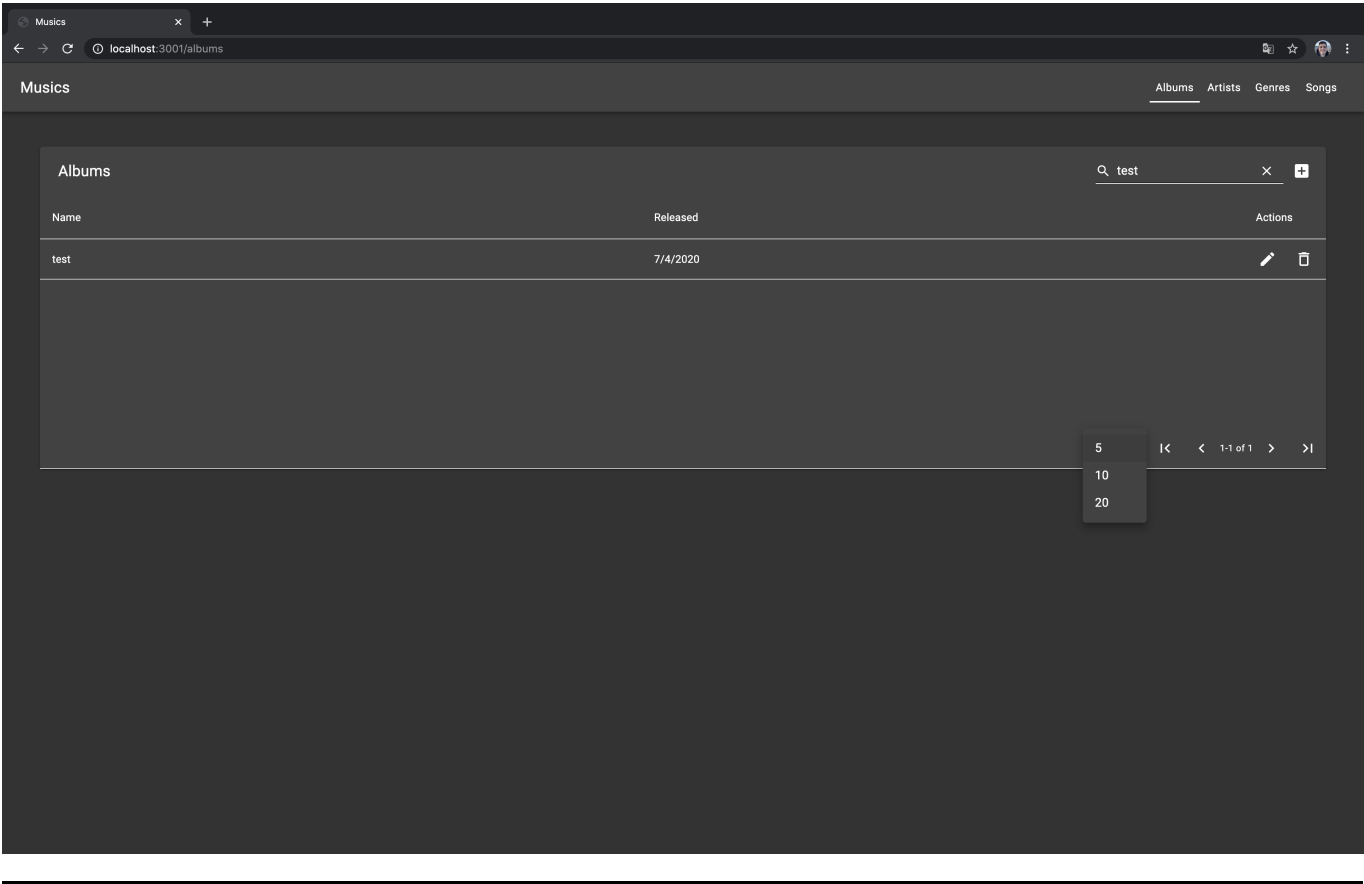 Musics
localhost:3001/albums
Musics
Albums Artists Genres Songs
Albums
test
Name Released Actions
test 7/4/2020
5
1-1 of 1
10
20